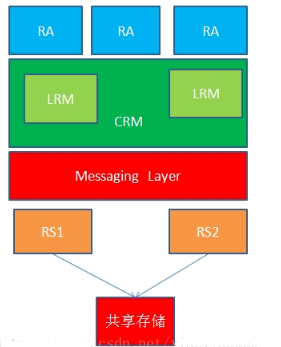 RA RA RA
LRM LRM
CRM
Messaging Layer
RS1 RS2
共享存储